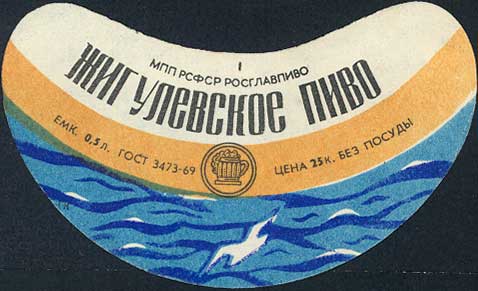 I
МПП РСФСР РОСГЛАВПИВО
ЖИГУЛЕВСКОЕ ПИВО
ЕМК. 0,5 Л. ГОСТ 3473-69
ЦЕНА 25 К. БЕЗ ПОСУДЫ